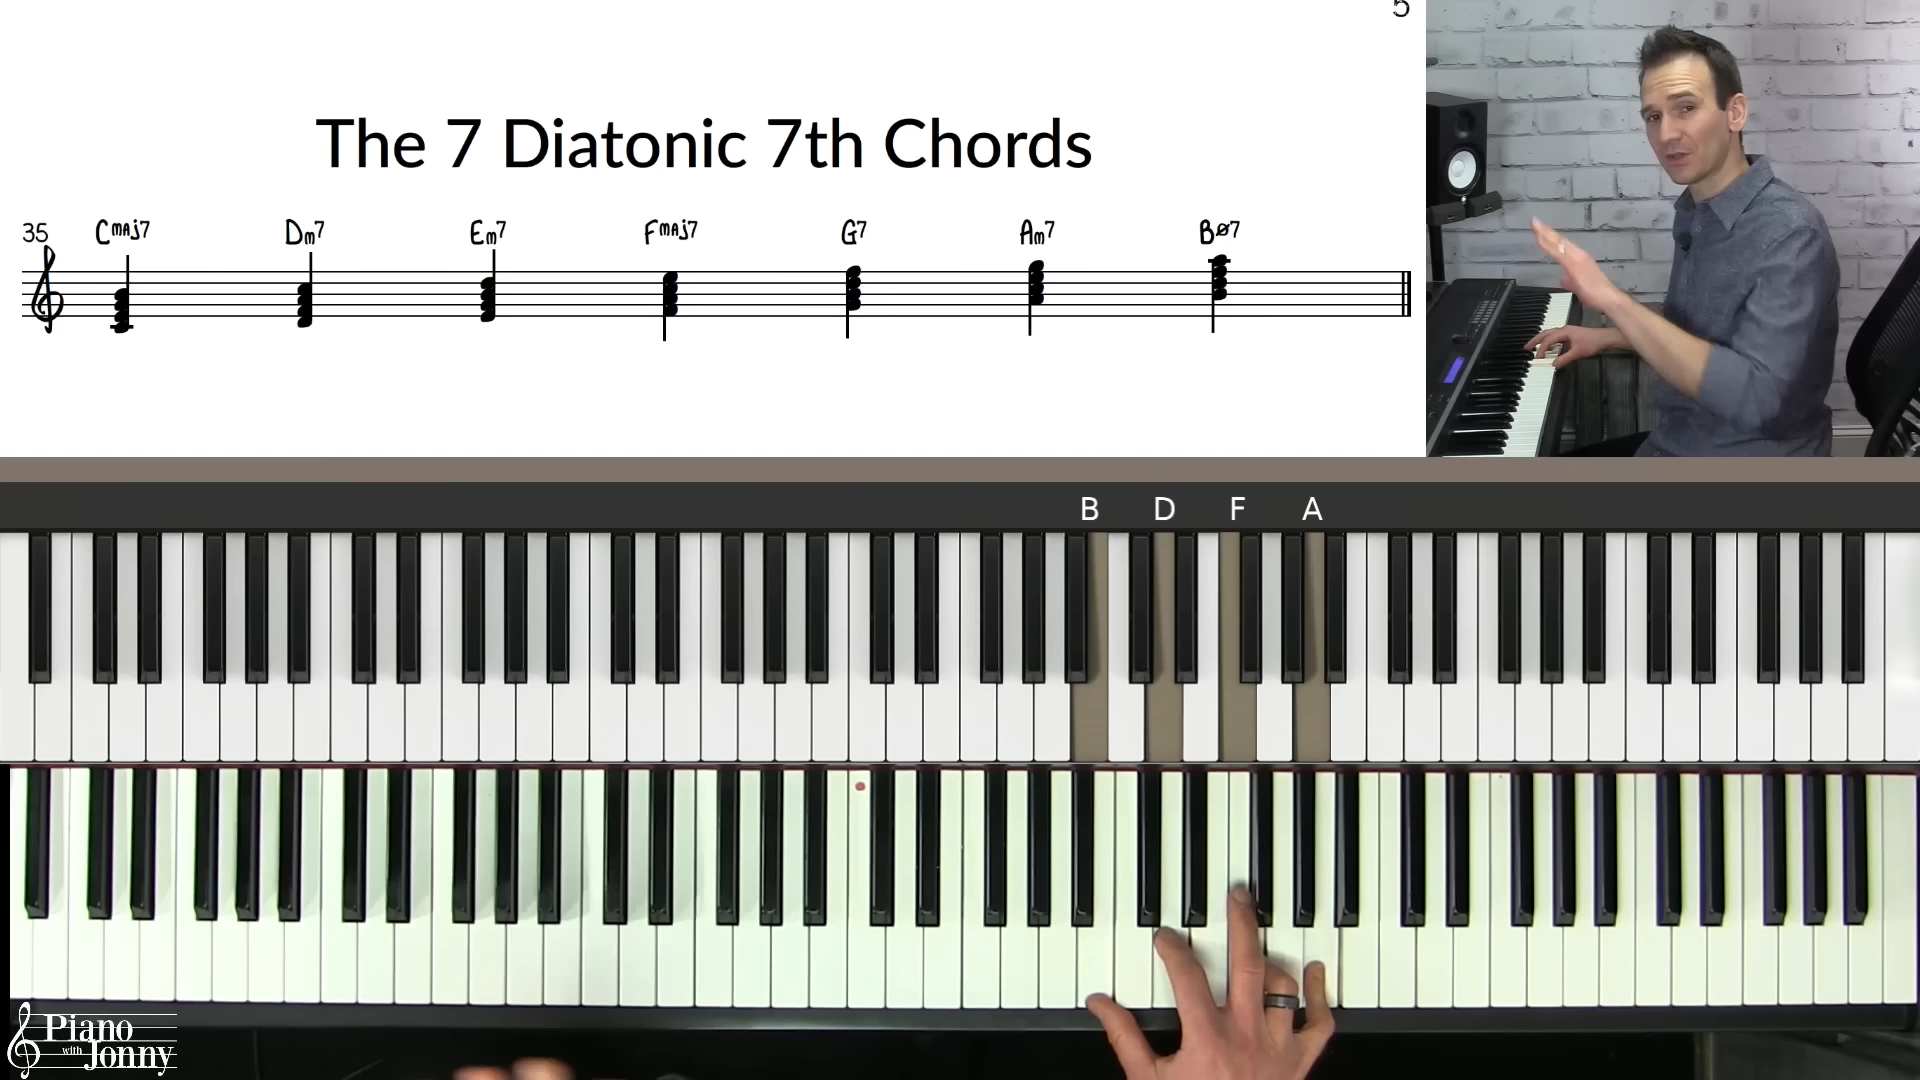 5
The 7 Diatonic 7th Chords
35 Cmaj7 Dm7 Em7 Fmaj7 G7 Am7 Bø7
B D F A
Piano
with Jonny